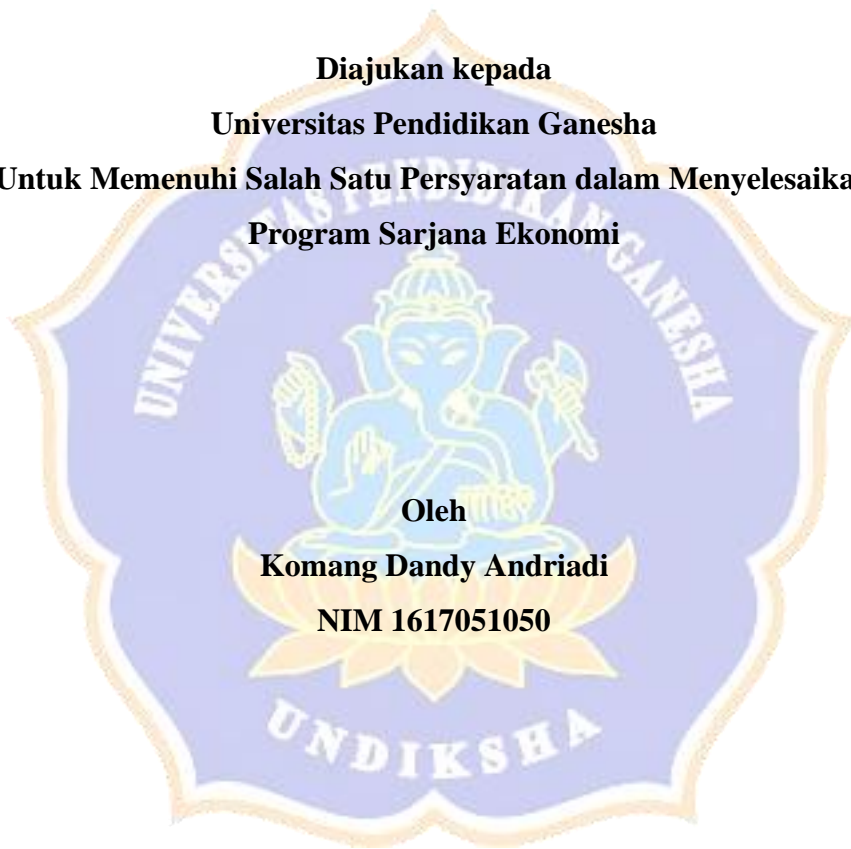 Diajukan kepada
Universitas Pendidikan Ganesha
Untuk Memenuhi Salah Satu Persyaratan dalam Menyelesaika
Program Sarjana Ekonomi
UNIVERSITAS PENDIDIKAN GANESHA
Oleh
Komang Dandy Andriadi
NIM 1617051050
UNDIKSHA